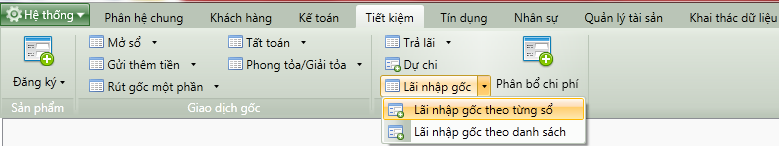 Hệ thống Phân hệ chung Khách hàng Kế toán Tiết kiệm Tín dụng Nhân sự Quản lý tài sản Khai thác dữ liệu
Mở sổ Tất toán Trả lãi
Gửi thêm tiền Phong tỏa/Giải tỏa Dự chi
Đăng ký Rút gốc một phần Lãi nhập gốc Phân bổ chi phí
Sản phẩm Giao dịch gốc
Lãi nhập gốc theo từng sổ
Lãi nhập gốc theo danh sách